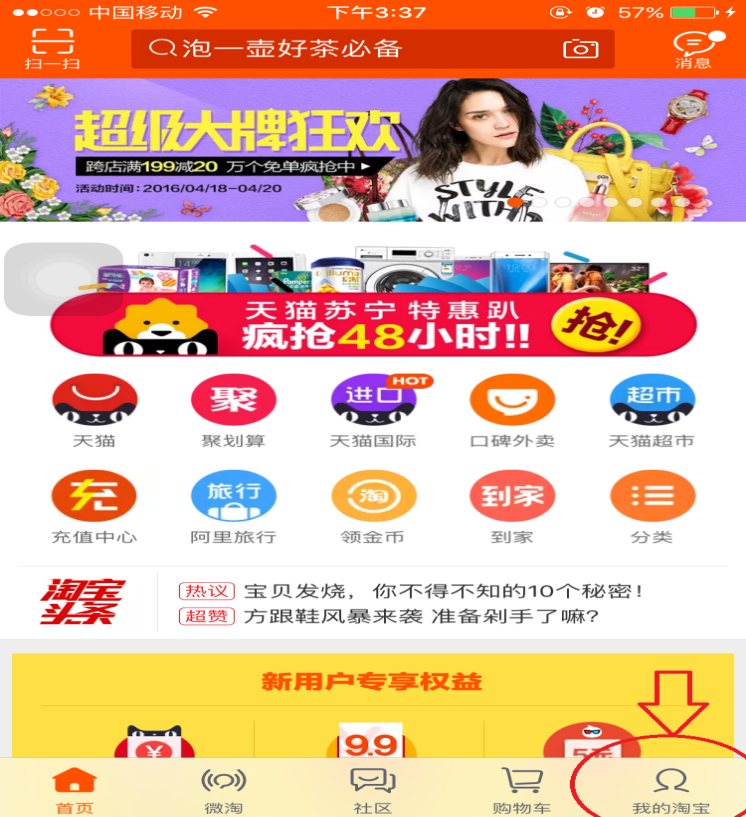 中国移动 下午3:37 57%
扫一扫 泡一壶好茶必备 消息
超级大牌狂欢
跨店满199减20 万个免单疯抢中
活动时间:2016/04/18-04/20
STYLE
WITH
天猫苏宁 特惠趴
疯抢48小时!!
抢!
聚 进口 HOT 超市
天猫 聚划算 天猫国际 口碑外卖 天猫超市
充 旅行 淘 到家
充值中心 阿里旅行 领金币 到家 分类
淘宝
头条
热议 宝贝发烧，你不得不知的10个秘密！
超赞 方跟鞋风暴来袭 准备剁手了嘛?
新用户专享权益
¥ 9.9 5元
首页 微淘 社区 购物车 我的淘宝